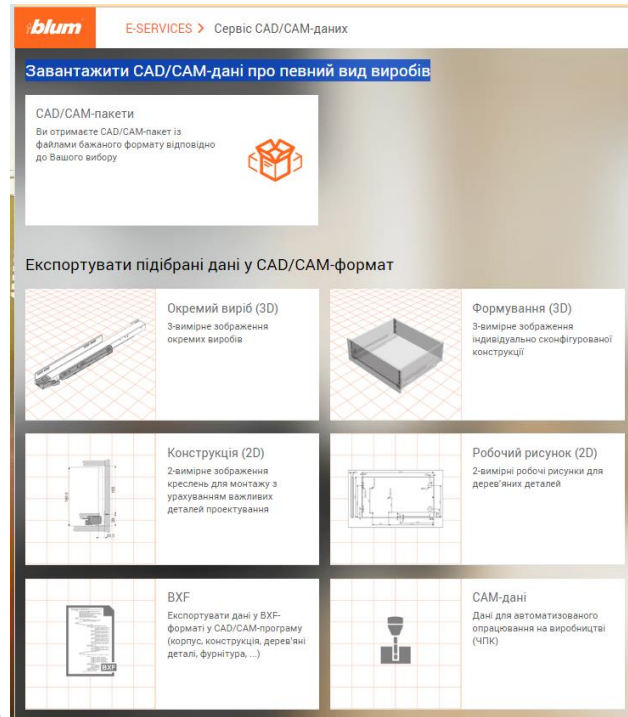 blum
E-SERVICES > Сервіс CAD/CAM-даних
Завантажити CAD/CAM-дані про певний вид виробів
CAD/CAM-пакети
Ви отримаєте CAD/CAM-пакет із
файлами бажаного формату відповідно
до Вашого вибору
Експортувати підібрані дані у CAD/CAM-формат
Окремий виріб (3D)
3-вимірне зображення
окремих виробів
Формування (3D)
3-вимірне зображення
індивідуально сконфігурованої
конструкції
Конструкція (2D)
2-вимірне зображення
креслень для монтажу з
урахуванням важливих
деталей проектування
Робочий рисунок (2D)
2-вимірні робочі рисунки для
дерев'яних деталей
BXF
Експортувати дані у BXF-
форматі у CAD/CAM-програму
(корпус, конструкція, дерев'яні
деталі, фурнітура, ...)
BXF
САМ-дані
Дані для автоматизованого
опрацювання на виробництві
(ЧПК)